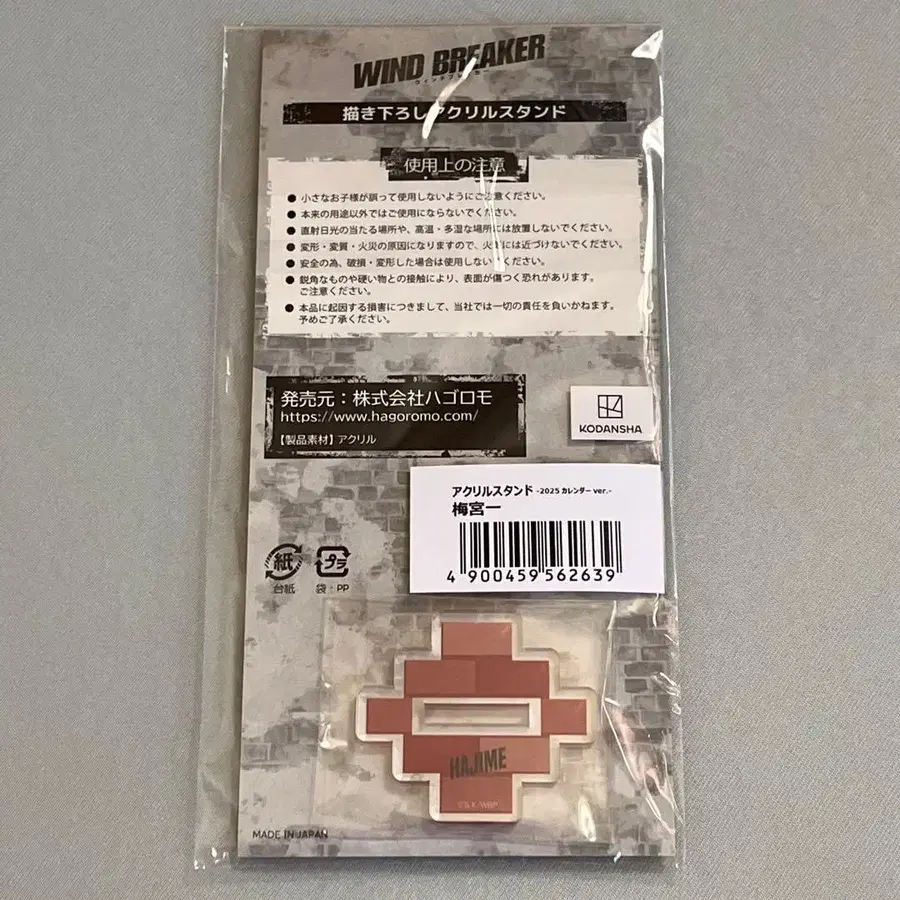 WIND BREAKER
ウィンドブレイカー
描き下ろしアクリルスタンド
使用上の注意
● 小さなお子様が誤って使用しないようにご注意ください。
● 本来の用途以外ではご使用にならないでください。
● 直射日光の当たる場所や、高温・多湿な場所には放置しないでください。
● 変形・変質・火災の原因になりますので、火気には近づけないでください。
● 安全の為、破損・変形した場合は使用しないでください。
● 鋭角なものや硬い物との接触により、表面が傷つく恐れがあります。
ご注意ください。
● 本品に起因する損害につきまして、当社では一切の責任を負いかねます。
予めご了承ください。
発売元：株式会社ハゴロモ
https://www.hagoromo.com/
【製品素材】アクリル
KODANSHA
アクリルスタンド -2025 カレンダー ver.-
梅宮一
4 900459 562639
紙
台紙
プラ
袋・PP
HAJIME
MADE IN JAPAN